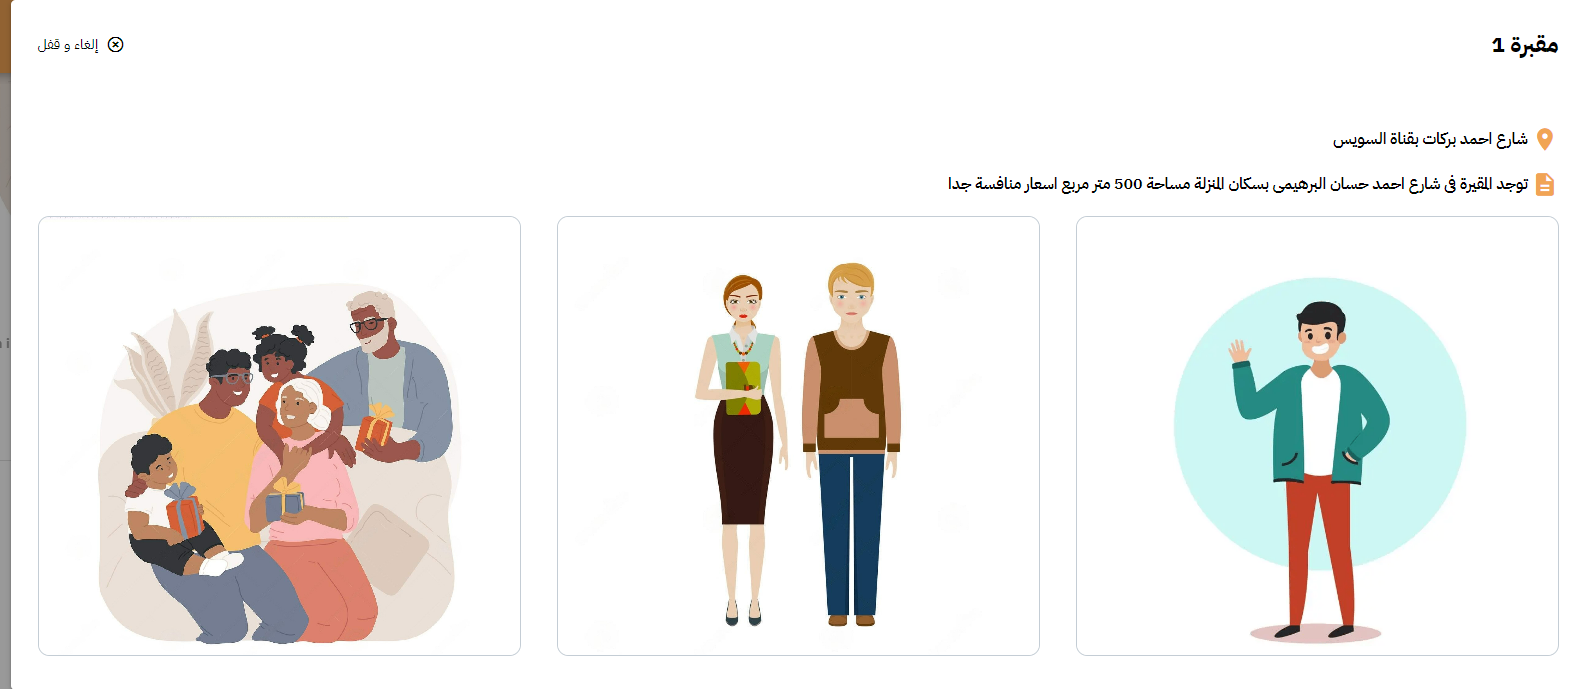 مقبرة 1
إلغاء و قفل
شارع احمد بركات بقناة السويس
توجد المقيرة فى شارع احمد حسان البرهيمى بسكان المنزلة مساحة 500 متر مربع اسعار منافسة جدا